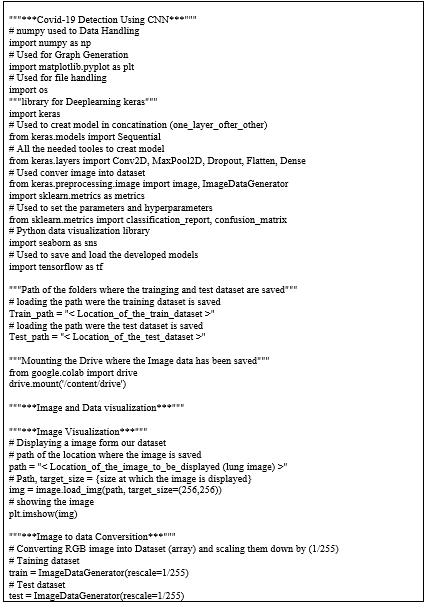 """***Covid-19 Detection Using CNN***"""
# numpy used to Data Handling
import numpy as np
# Used for Graph Generation
import matplotlib.pyplot as plt
# Used for file handling
import os
"""library for Deeplearning keras"""
import keras
# Used to creat model in concatination (one_layer_ofter_other)
from keras.models import Sequential
# All the needed tooles to creat model
from keras.layers import Conv2D, MaxPool2D, Dropout, Flatten, Dense
# Used conver image into dataset
from keras.preprocessing.image import image, ImageDataGenerator
import sklearn.metrics as metrics
# Used to set the parameters and hyperparameters
from sklearn.metrics import classification_report, confusion_matrix
# Python data visualization library
import seaborn as sns
# Used to save and load the developed models
import tensorflow as tf
"""Path of the folders where the trainging and test dataset are saved"""
# loading the path were the training dataset is saved
Train_path = "< Location_of_the_train_dataset >"
# loading the path were the test dataset is saved
Test_path = "< Location_of_the_test_dataset >"
"""Mounting the Drive where the Image data has been saved"""
from google.colab import drive
drive.mount('/content/drive')
"""***Image and Data visualization***"""
"""***Image Visualization***"""
# Displaying a image form our dataset
# path of the location where the image is saved
path = "< Location_of_the_image_to_be_displayed (lung image) >"
# Path, target_size = {size at which the image is displayed}
img = image.load_img(path, target_size=(256,256))
# showing the image
plt.imshow(img)
"""***Image to data Conversition***"""
# Converting RGB image into Dataset (array) and scaling them down by (1/255)
# Taining dataset
train = ImageDataGenerator(rescale=1/255)
# Test dataset
test = ImageDataGenerator(rescale=1/255)